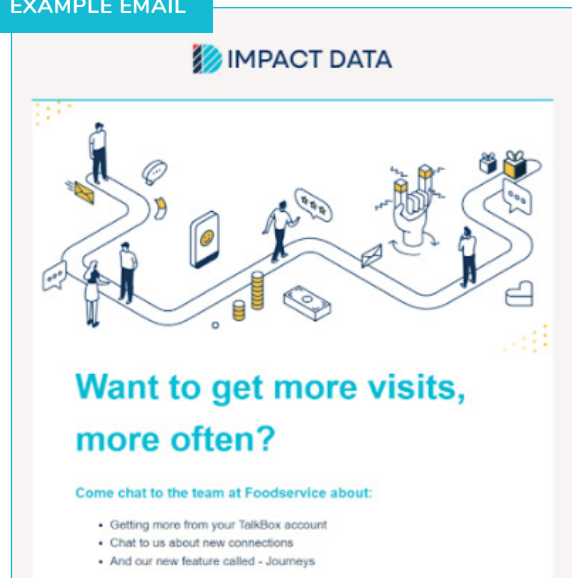 EXAMPLE EMAIL
IMPACT DATA
Want to get more visits,
more often?
Come chat to the team at Foodservice about:
• Getting more from your TalkBox account
• Chat to us about new connections
• And our new feature called - Journeys